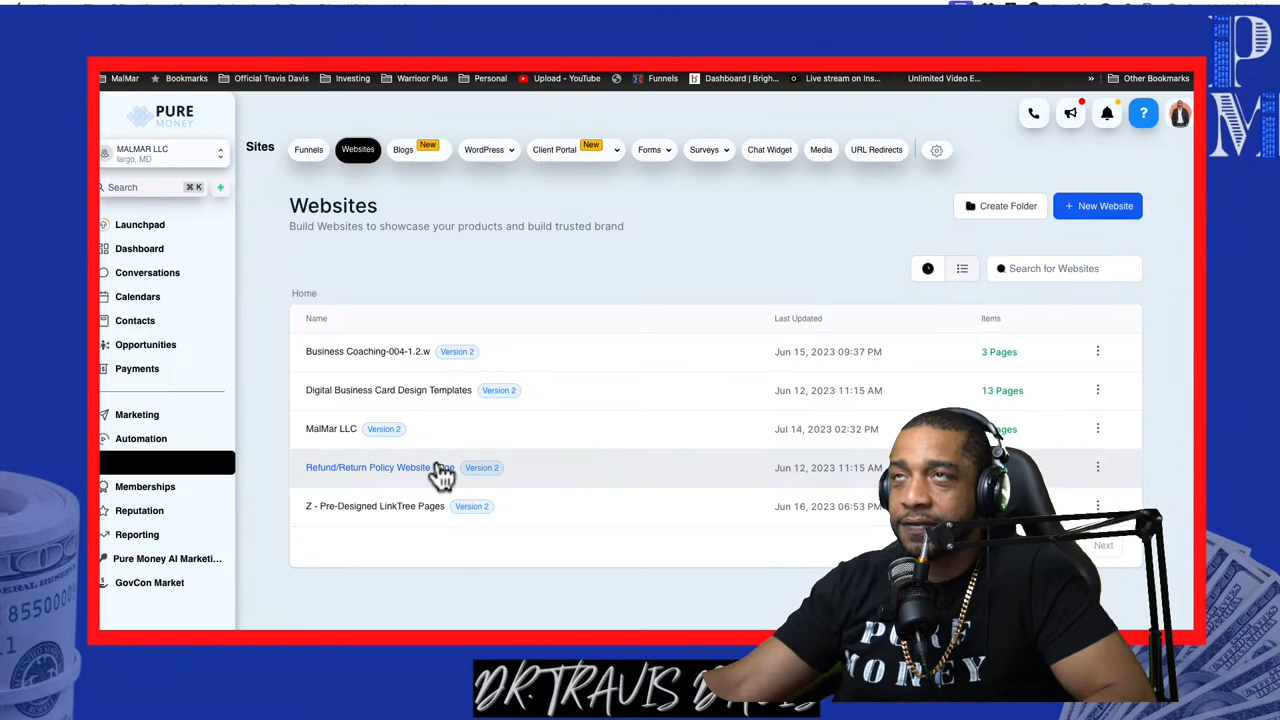 MalMar
Bookmarks
Official Travis Davis
Investing
Warrioor Plus
Personal
Upload – YouTube
Funnels
Dashboard | Brigh...
Live stream on Ins...
Unlimited Video E...
»
Other Bookmarks
PM
PURE
MONEY
MALMAR LLC
largo, MD
Search
⌘ K
Launchpad
Dashboard
Conversations
Calendars
Contacts
Opportunities
Payments
Marketing
Automation
Memberships
Reputation
Reporting
Pure Money AI Marketi...
GovCon Market
Sites
Funnels
Websites
Blogs
New
WordPress
Client Portal
New
Forms
Surveys
Chat Widget
Media
URL Redirects
?
Websites
Build Websites to showcase your products and build trusted brand
Create Folder
+ New Website
Search for Websites
Home
Name Last Updated Items
Business Coaching-004-1.2.w Version 2 Jun 15, 2023 09:37 PM 3 Pages
Digital Business Card Design Templates Version 2 Jun 12, 2023 11:15 AM 13 Pages
MalMar LLC Version 2 Jul 14, 2023 02:32 PM
Refund/Return Policy Website Version 2 Jun 12, 2023 11:15 AM
Z - Pre-Designed LinkTree Pages Version 2 Jun 16, 2023 06:53 PM
Next
PURE
MONEY
DR. TRAVIS